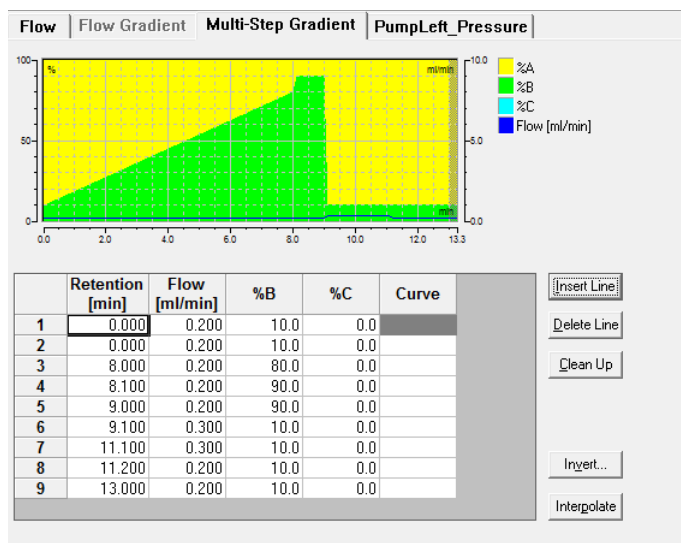 Flow Flow Gradient Multi-Step Gradient PumpLeft_Pressure
100 % ml/min 10.0
%A
%B
%C
Flow [ml/min]
50 5.0
0 min 0.0
0.0 2.0 4.0 6.0 8.0 10.0 12.0 13.3
Retention [min] Flow [ml/min] %B %C Curve
1 0.000 0.200 10.0 0.0
2 0.000 0.200 10.0 0.0
3 8.000 0.200 80.0 0.0
4 8.100 0.200 90.0 0.0
5 9.000 0.200 90.0 0.0
6 9.100 0.300 10.0 0.0
7 11.100 0.300 10.0 0.0
8 11.200 0.200 10.0 0.0
9 13.000 0.200 10.0 0.0
Insert Line
Delete Line
Clean Up
Invert...
Interpolate